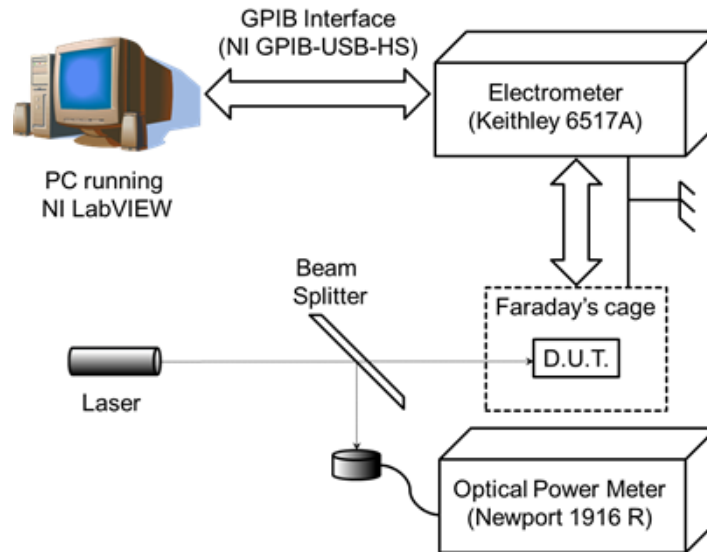 GPIB Interface
(NI GPIB-USB-HS)
Electrometer
(Keithley 6517A)
PC running
NI LabVIEW
Beam
Splitter
Faraday's cage
D.U.T.
Laser
Optical Power Meter
(Newport 1916 R)